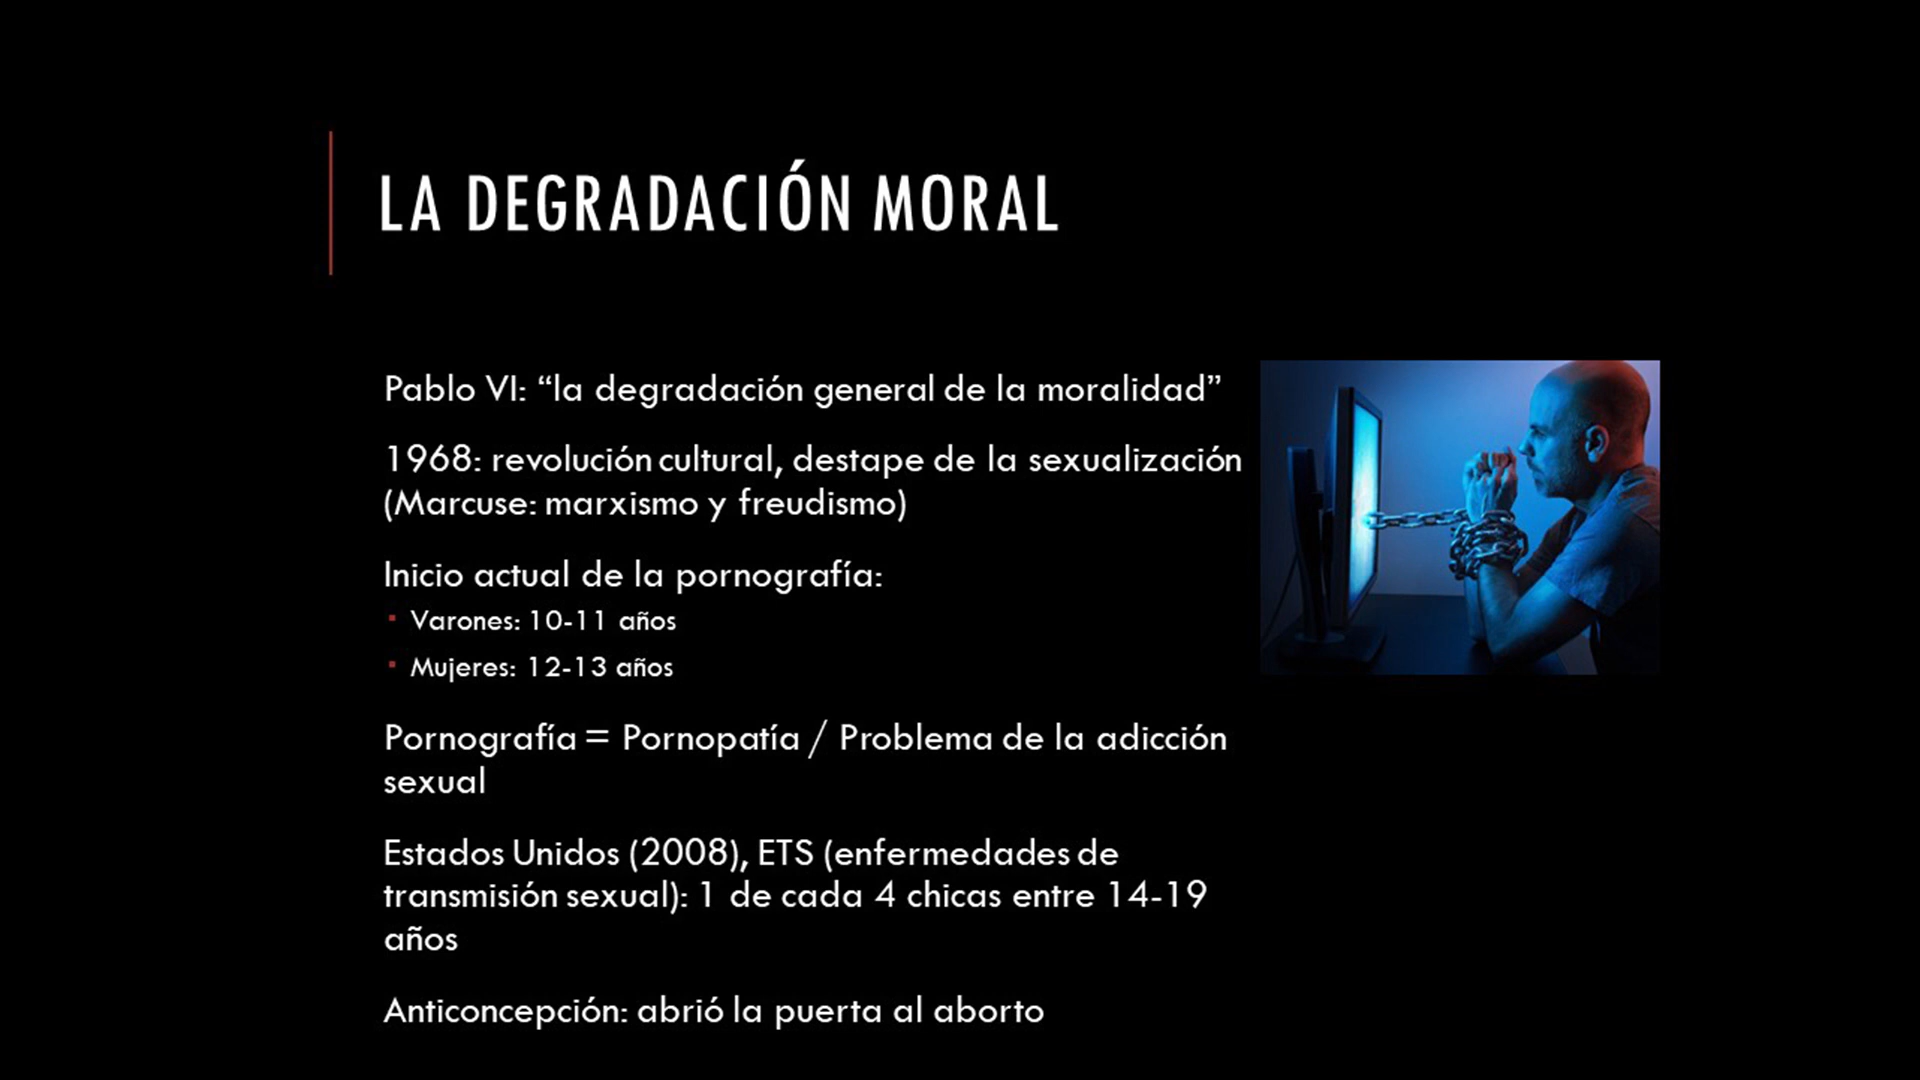 LA DEGRADACIÓN MORAL
Pablo VI: “la degradación general de la moralidad”
1968: revolución cultural, destape de la sexualización
(Marcuse: marxismo y freudismo)
Inicio actual de la pornografía:
▪ Varones: 10-11 años
▪ Mujeres: 12-13 años
Pornografía = Pornopatía / Problema de la adicción
sexual
Estados Unidos (2008), ETS (enfermedades de
transmisión sexual): 1 de cada 4 chicas entre 14-19
años
Anticoncepción: abrió la puerta al aborto